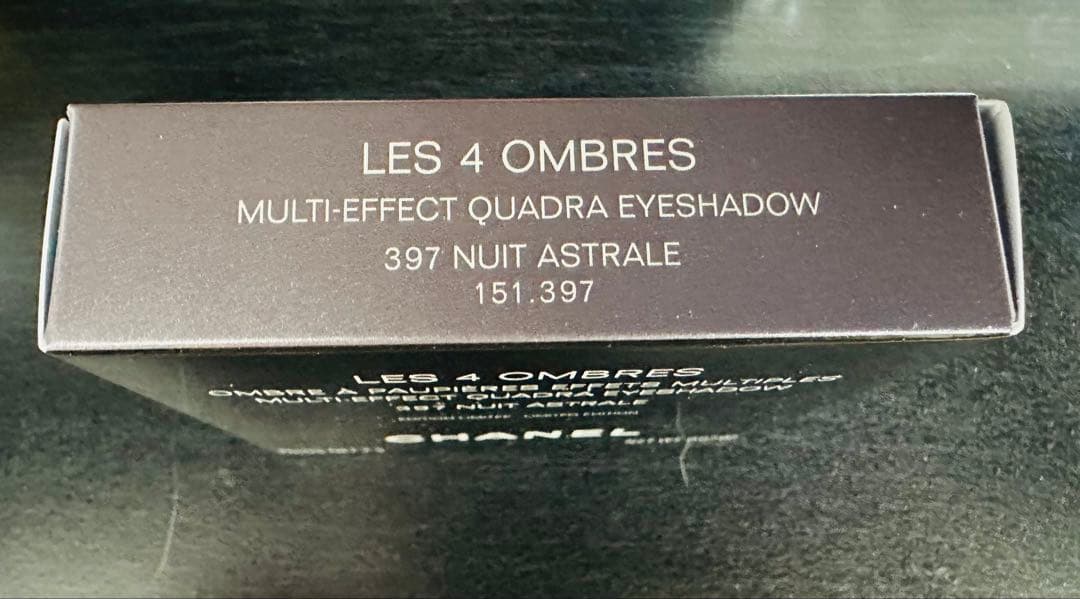 LES 4 OMBRES
MULTI-EFFECT QUADRA EYESHADOW
397 NUIT ASTRALE
151.397
LES 4 OMBRES
OMBRE À PAUPIÈRES EFFETS MULTIPLES
MULTI-EFFECT QUADRA EYESHADOW
397 NUIT ASTRALE
CHANEL